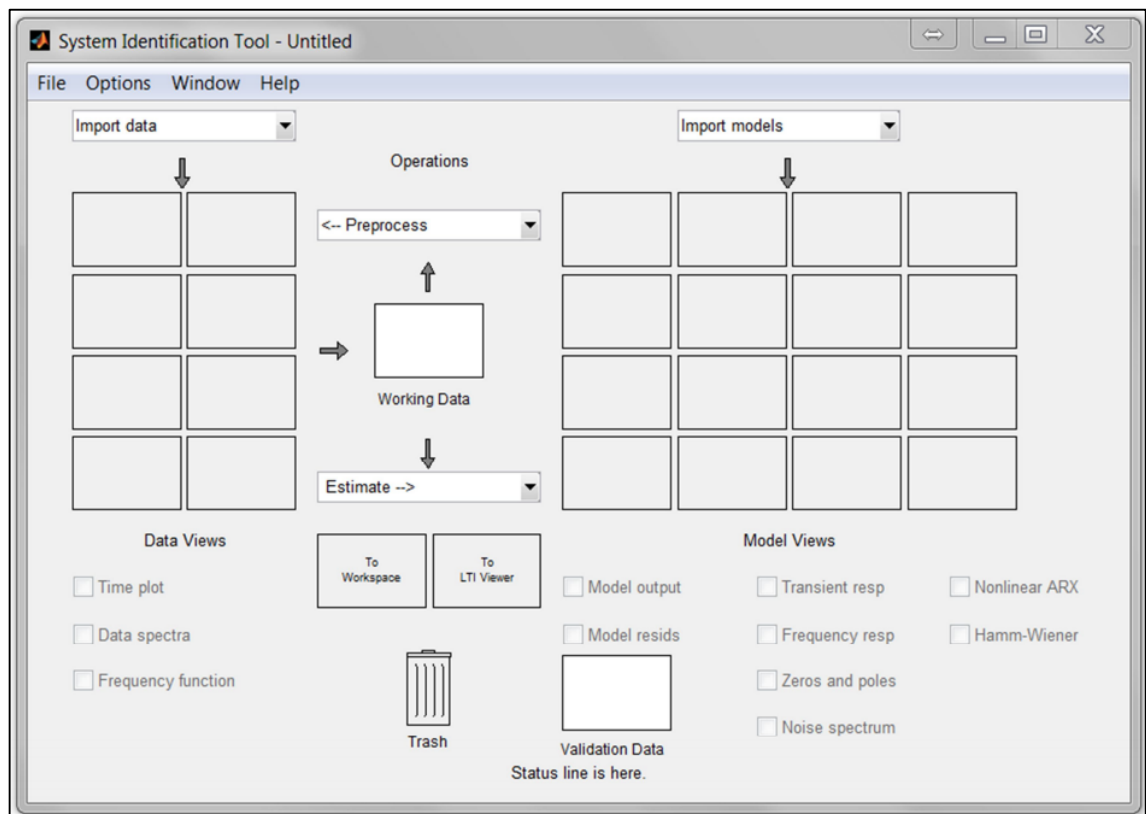 System Identification Tool - Untitled
File Options Window Help
Import data
Import models
Operations
<-- Preprocess
Working Data
Estimate -->
Data Views
Time plot
Data spectra
Frequency function
To
Workspace
To
LTI Viewer
Trash
Model Views
Model output
Transient resp
Nonlinear ARX
Model resids
Frequency resp
Hamm-Wiener
Zeros and poles
Noise spectrum
Validation Data
Status line is here.